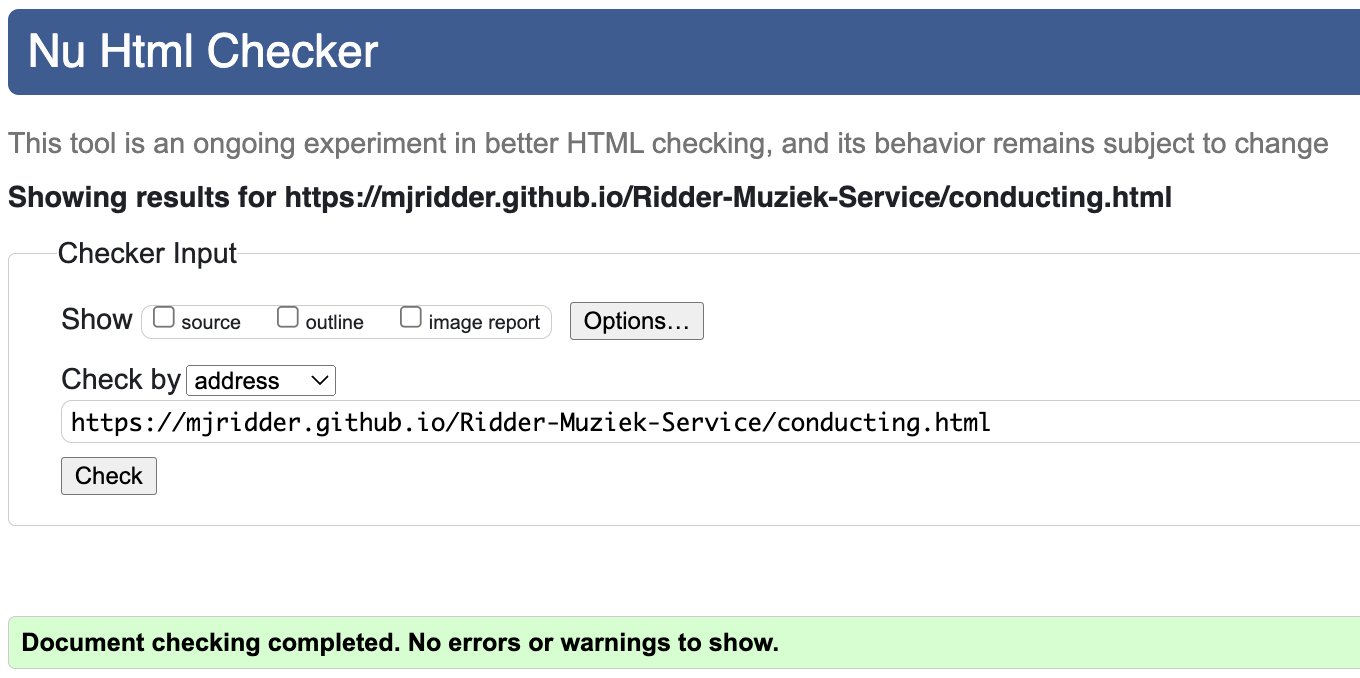 Nu Html Checker
This tool is an ongoing experiment in better HTML checking, and its behavior remains subject to change
Showing results for https://mjridder.github.io/Ridder-Muziek-Service/conducting.html
Checker Input
Show source outline image report Options…
Check by address
https://mjridder.github.io/Ridder-Muziek-Service/conducting.html
Check
Document checking completed. No errors or warnings to show.